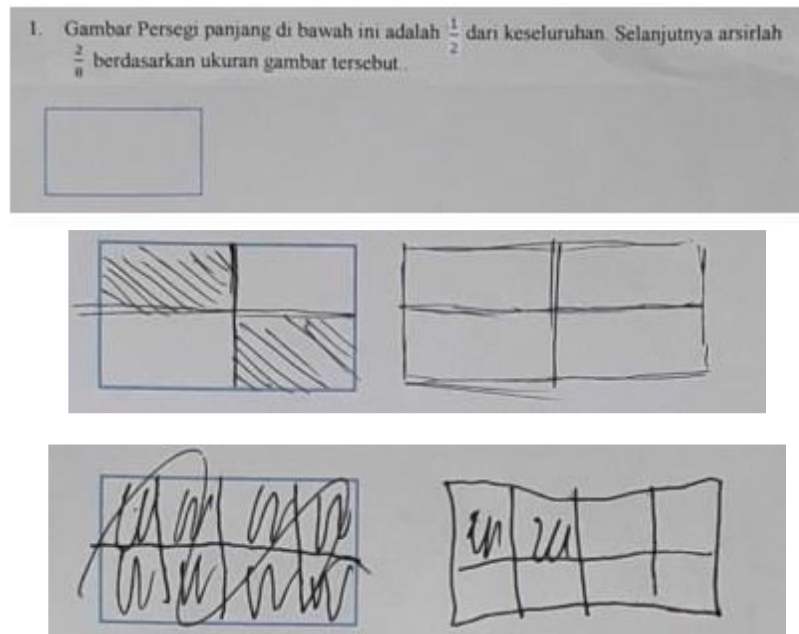 1. Gambar Persegi panjang di bawah ini adalah 1/2 dari keseluruhan. Selanjutnya arsirlah
2/8 berdasarkan ukuran gambar tersebut..